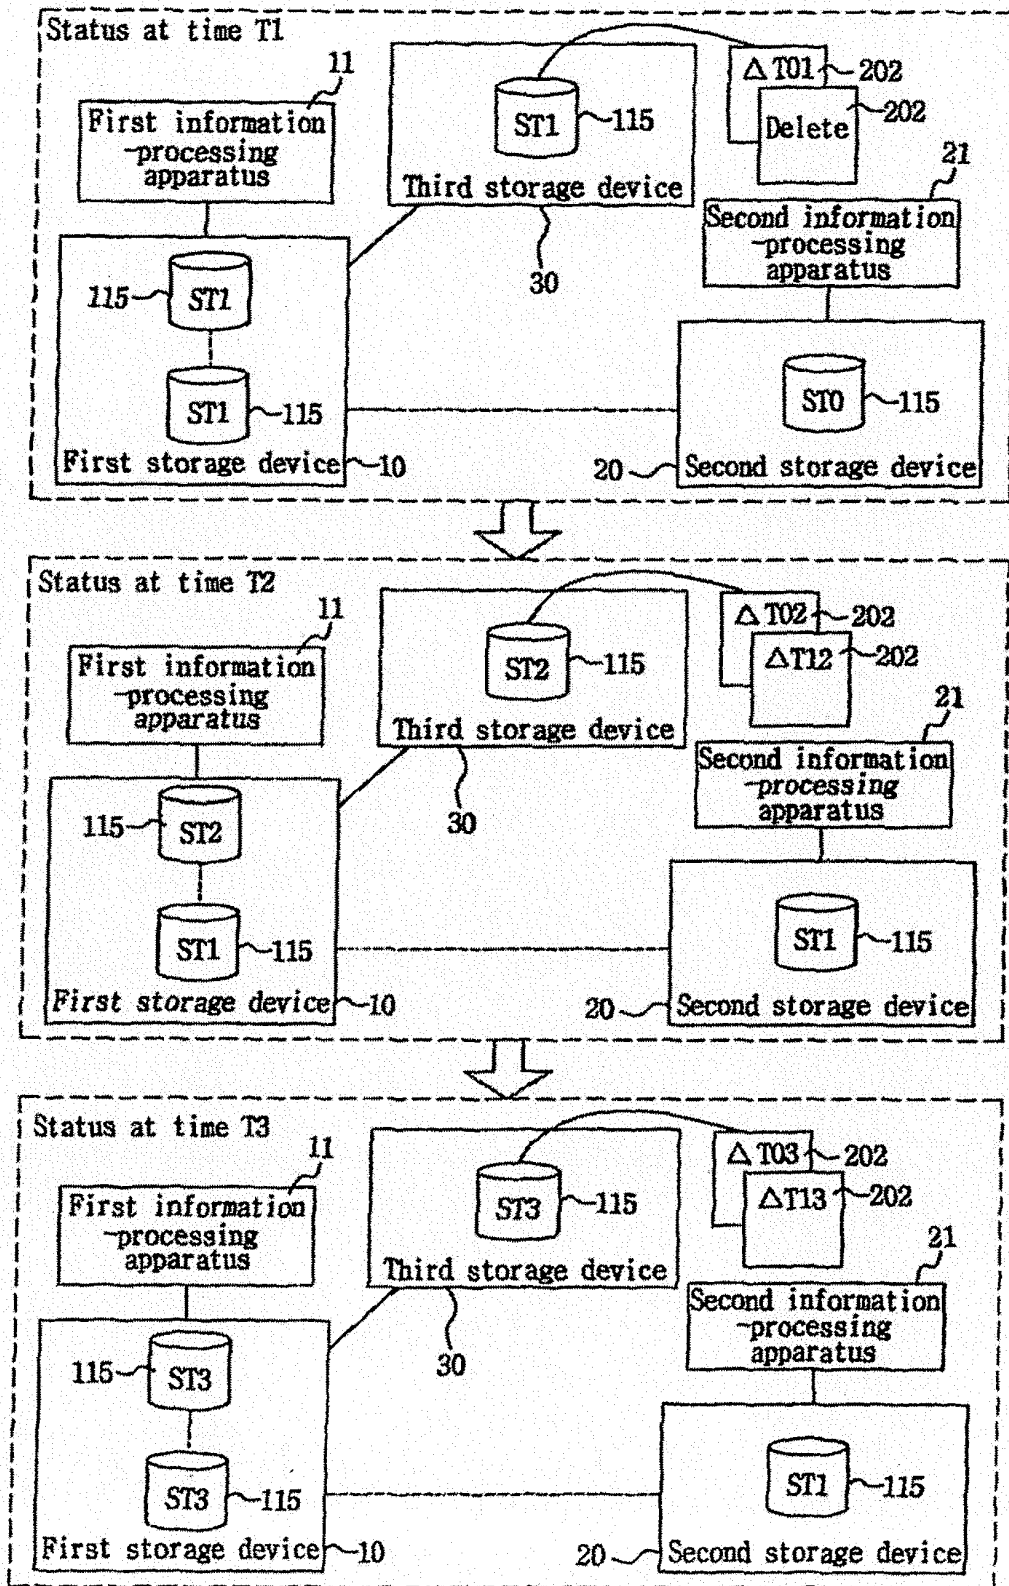 Status at time T1
11
First information
-processing
apparatus
ST1
115
Third storage device
30
△T01
202
Delete
202
21
Second information
-processing
apparatus
115
ST1
ST1
115
First storage device
10
ST0
115
20
Second storage device
Status at time T2
11
First information
-processing
apparatus
ST2
115
Third storage device
30
△T02
202
△T12
202
21
Second information
-processing
apparatus
115
ST2
ST1
115
First storage device
10
ST1
115
20
Second storage device
Status at time T3
11
First information
-processing
apparatus
ST3
115
Third storage device
30
△T03
202
△T13
202
21
Second information
-processing
apparatus
115
ST3
ST3
115
First storage device
10
ST1
115
20
Second storage device